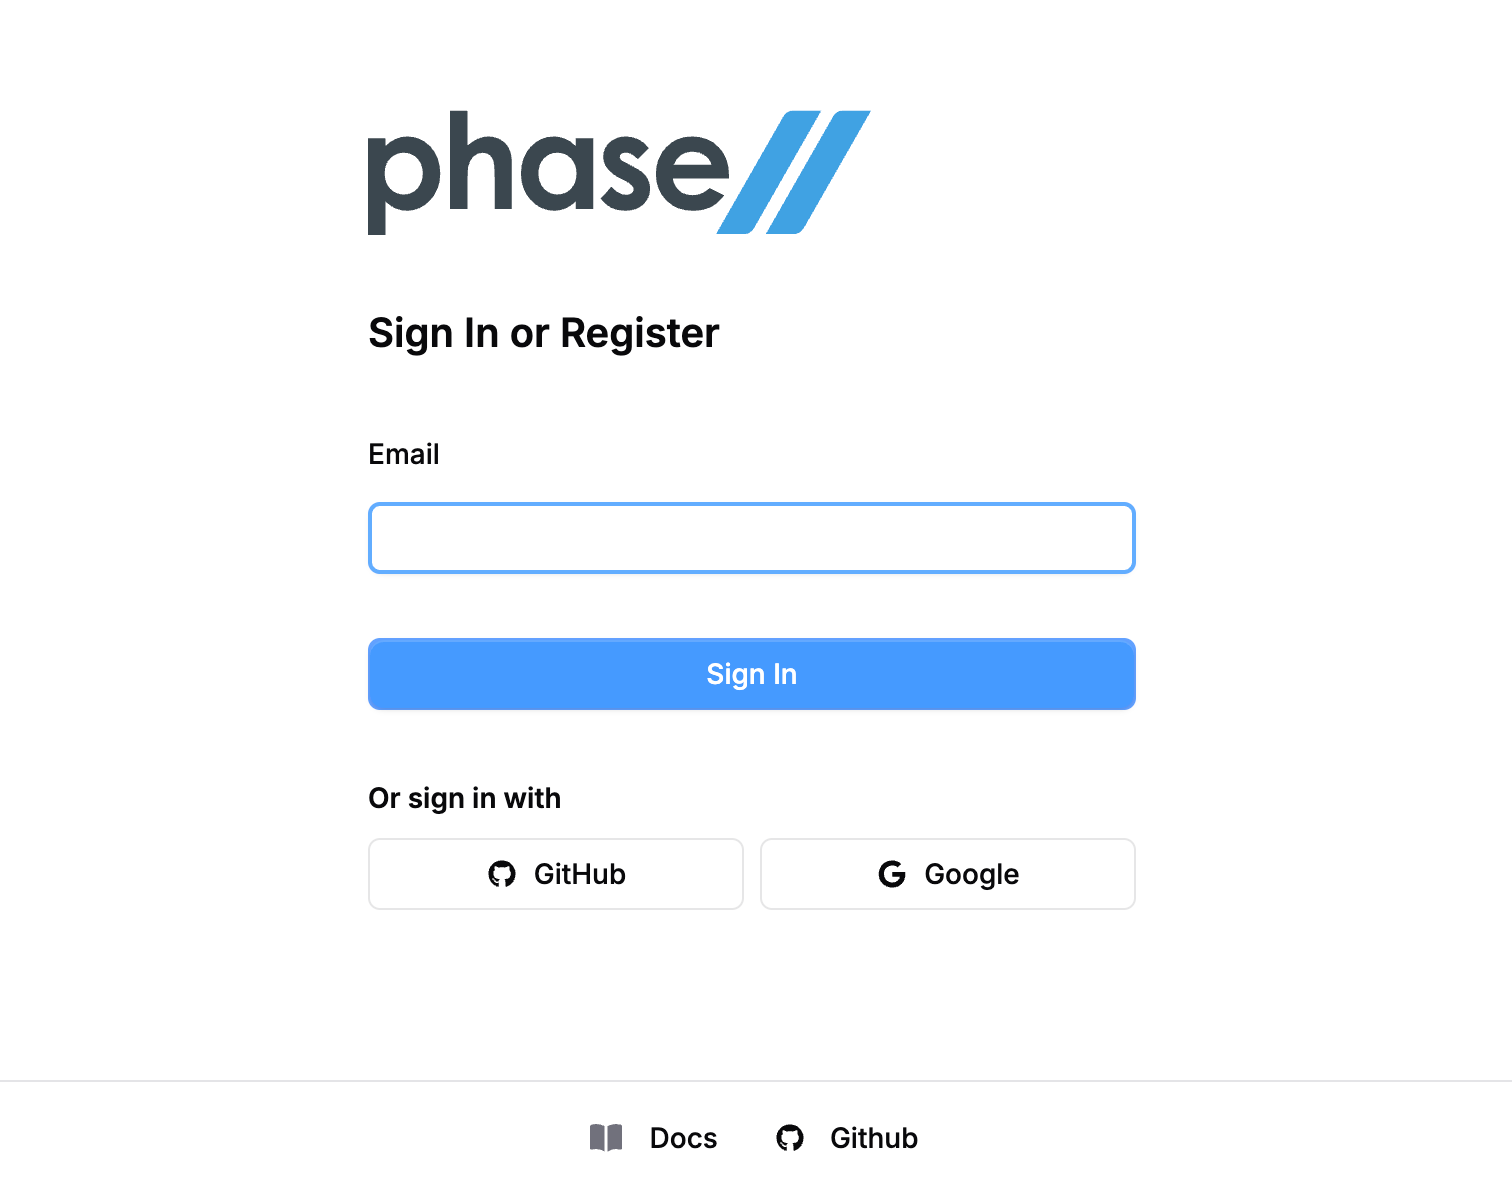 phase//
Sign In or Register
Email
Sign In
Or sign in with
GitHub
Google
Docs
Github